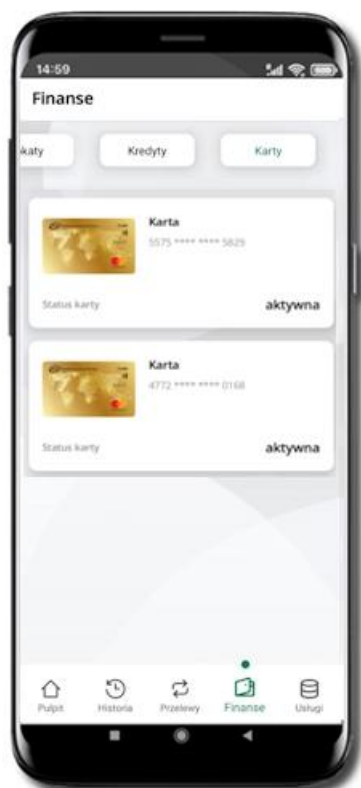 14:59
Finanse
Kredyty
Karty
Karta
5575 **** **** 5829
Status karty
aktywna
Karta
4772 **** **** 0168
Status karty
aktywna
Pulpit
Historia
Przelewy
Finanse
Usługi